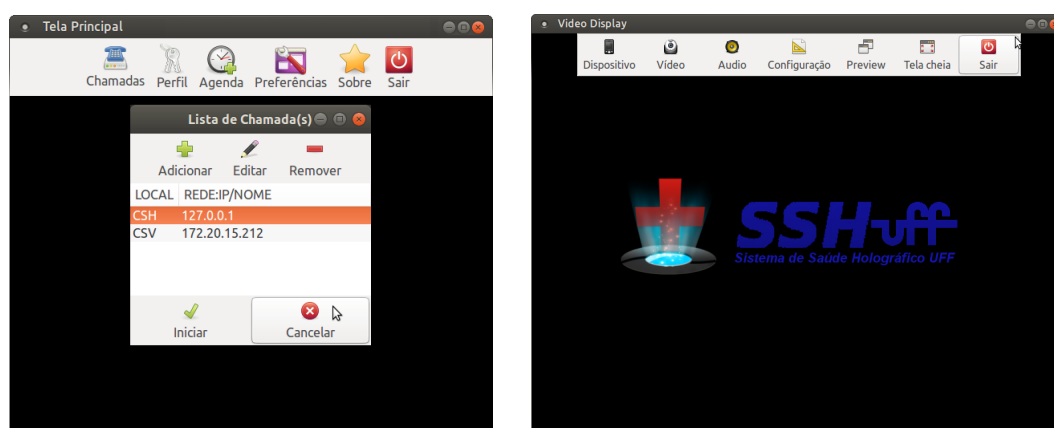 Tela Principal
Chamadas Perfil Agenda Preferências Sobre Sair
Lista de Chamada(s)
Adicionar Editar Remover
LOCAL REDE:IP/NOME
CSH 127.0.0.1
CSV 172.20.15.212
Iniciar Cancelar
Video Display
Dispositivo Vídeo Audio Configuração Preview Tela cheia Sair
SSH-uff
Sistema de Saúde Holográfico UFF